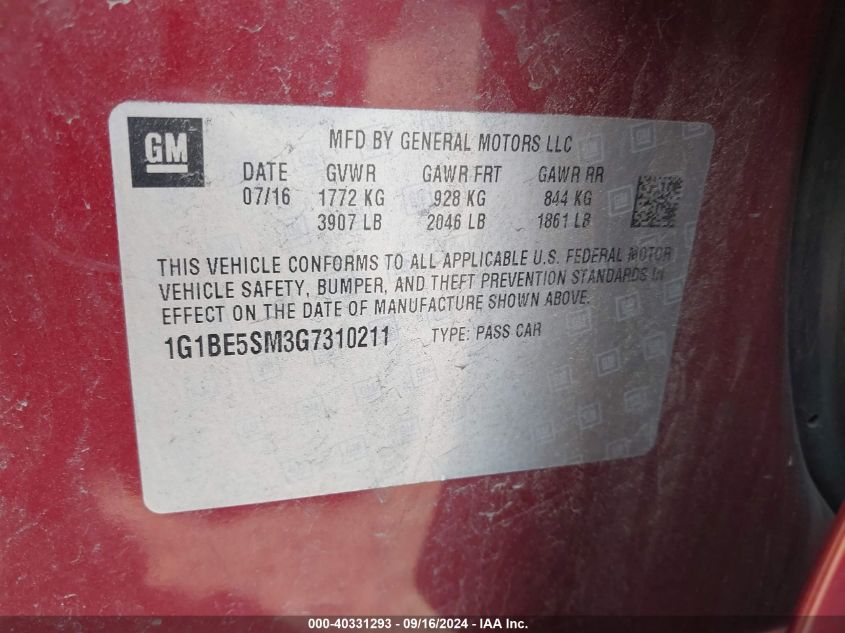 GM
MFD BY GENERAL MOTORS LLC
DATE GVWR GAWR FRT GAWR RR
07/16 1772 KG 928 KG 844 KG
3907 LB 2046 LB 1861 LB
THIS VEHICLE CONFORMS TO ALL APPLICABLE U.S. FEDERAL MOTOR
VEHICLE SAFETY, BUMPER, AND THEFT PREVENTION STANDARDS IN
EFFECT ON THE DATE OF MANUFACTURE SHOWN ABOVE.
1G1BE5SM3G7310211 TYPE: PASS CAR
000-40331293 - 09/16/2024 - IAA Inc.